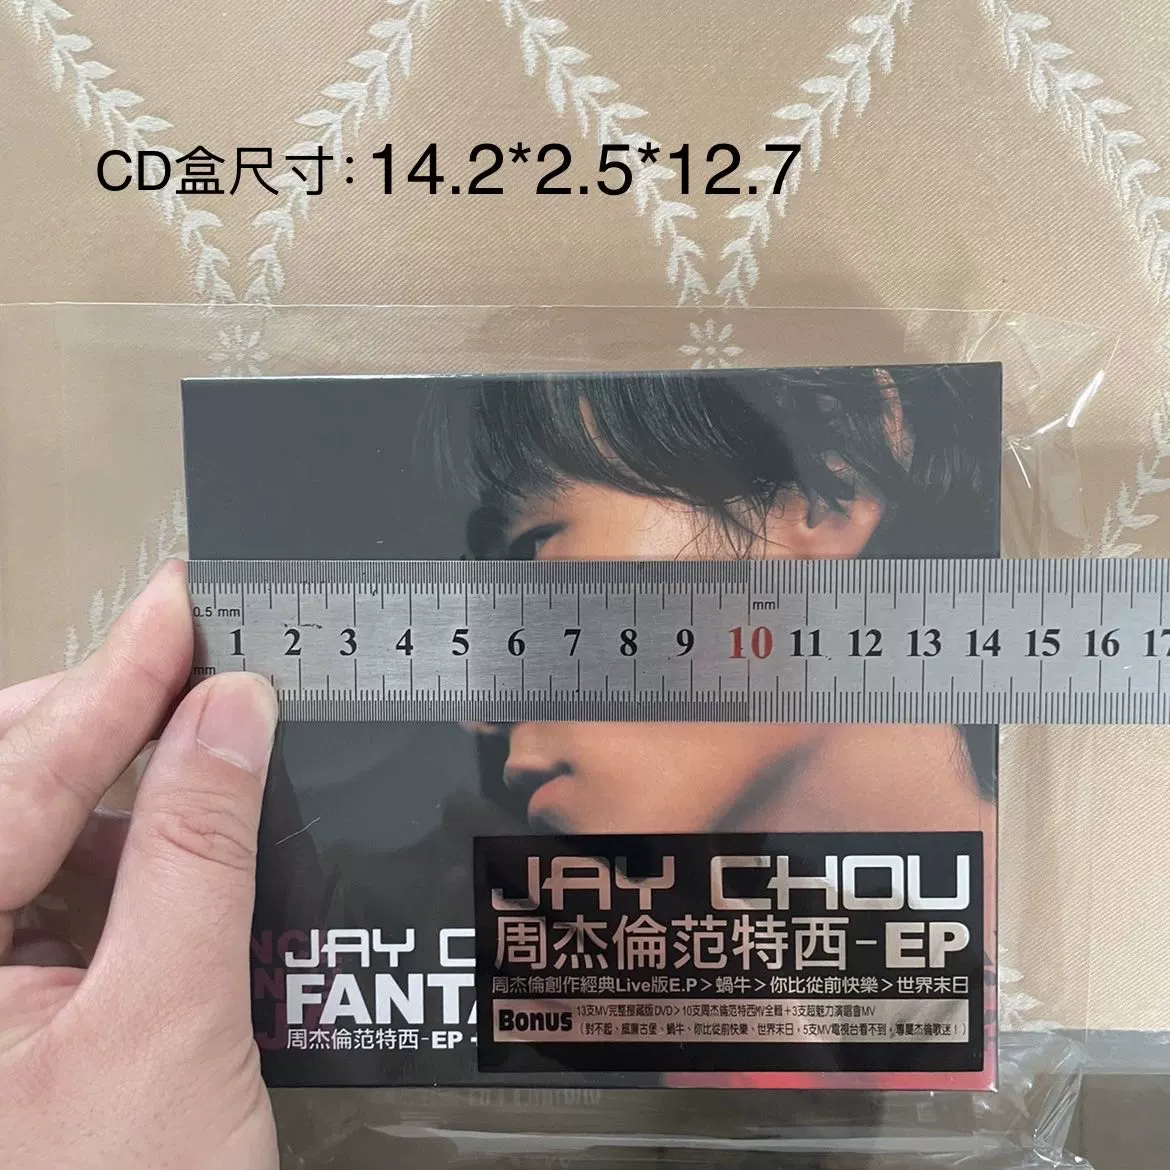 CD盒尺寸:14.2*2.5*12.7
0.5 mm
mm
1 2 3 4 5 6 7 8 9 10 11 12 13 14 15 16 17
mm
JAY CHOU
周杰倫范特西-EP
周杰倫創作經典Live版E.P>蝸牛>你比從前快樂>世界末日
Bonus
13支MV完整搜藏版DVD>10支周杰倫范特西MV全輯+3支超魅力演唱會MV
(對不起、威廉古堡、蝸牛、你比從前快樂、世界末日,5支MV電視台看不到,專屬杰倫歌迷!)
JAY C
FANTA
周杰倫范特西-EP